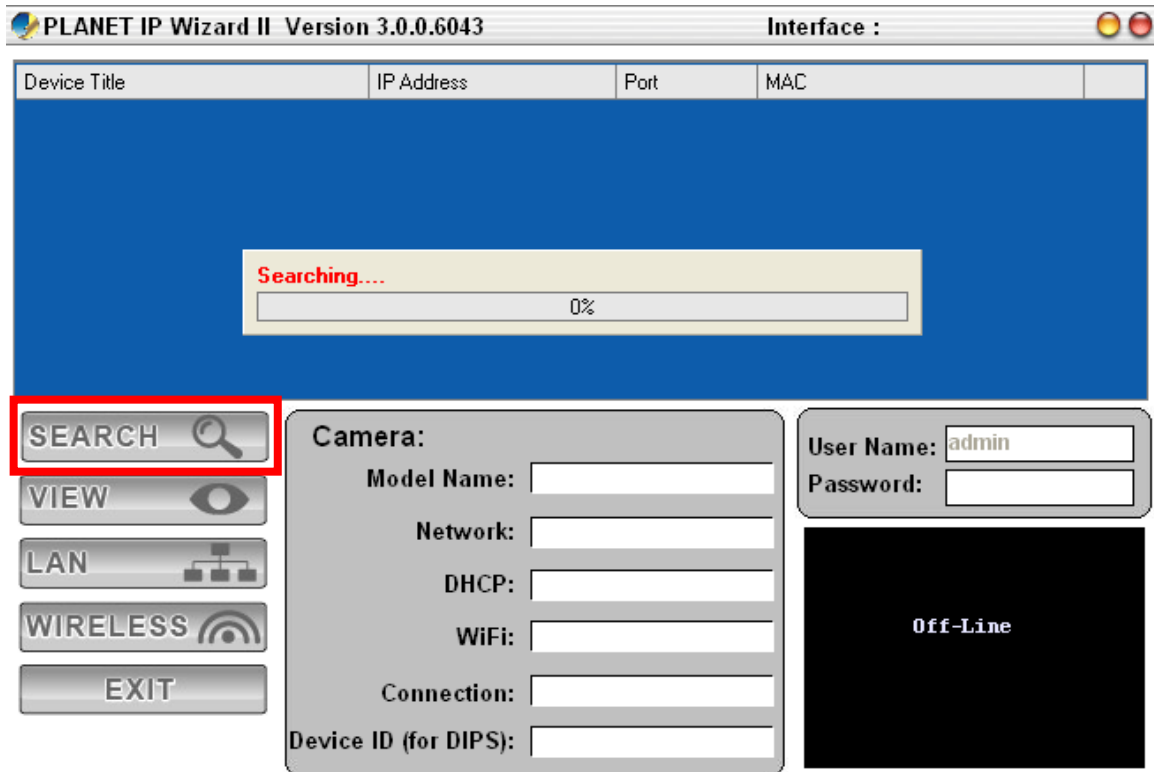 PLANET IP Wizard II Version 3.0.0.6043 Interface :
Device Title IP Address Port MAC
Searching....
0%
SEARCH
VIEW
LAN
WIRELESS
EXIT
Camera:
Model Name:
Network:
DHCP:
WiFi:
Connection:
Device ID (for DIPS):
User Name: admin
Password:
Off-Line